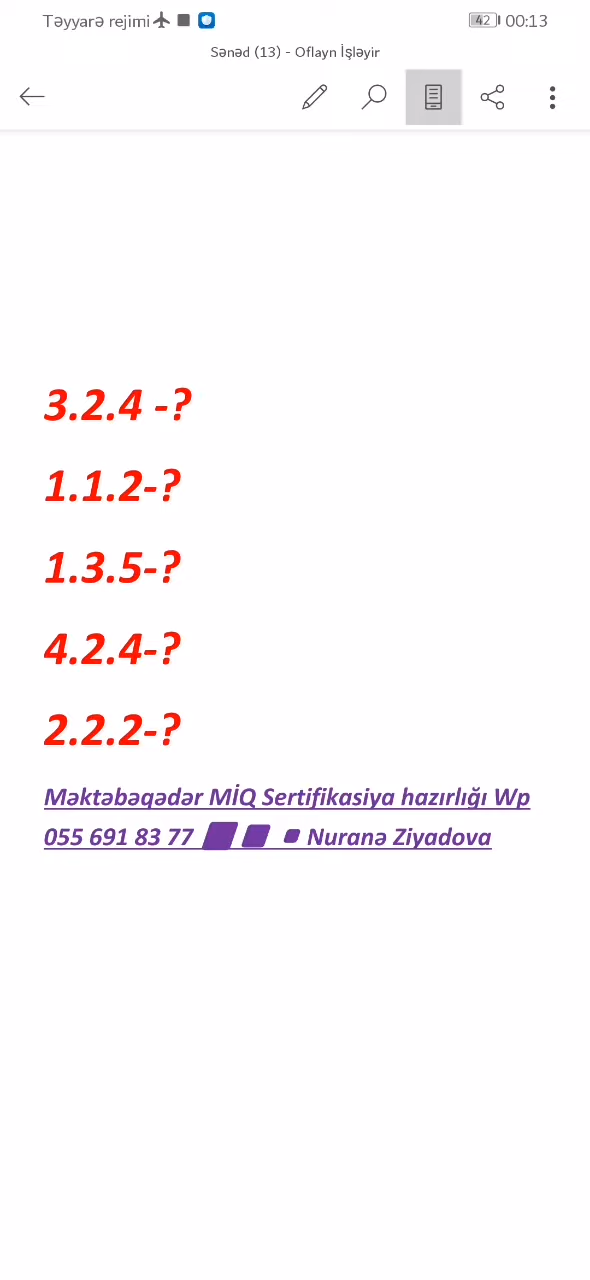 Təyyarə rejimi 42 00:13
Sənəd (13) - Oflayn İşləyir
3.2.4 -?
1.1.2-?
1.3.5-?
4.2.4-?
2.2.2-?
Məktəbəqədər MİQ Sertifikasiya hazırlığı Wp
055 691 83 77 Nuranə Ziyadova